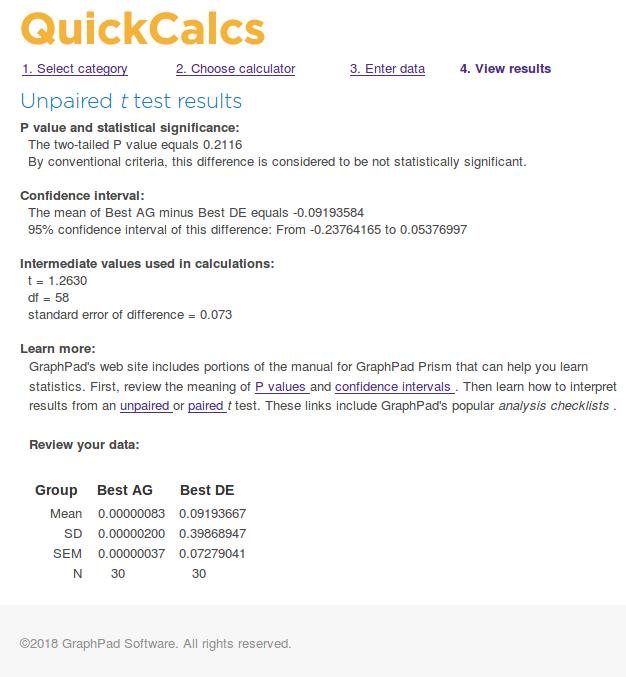 QuickCalcs
1. Select category 2. Choose calculator 3. Enter data 4. View results
Unpaired t test results
P value and statistical significance:
The two-tailed P value equals 0.2116
By conventional criteria, this difference is considered to be not statistically significant.
Confidence interval:
The mean of Best AG minus Best DE equals -0.09193584
95% confidence interval of this difference: From -0.23764165 to 0.05376997
Intermediate values used in calculations:
t = 1.2630
df = 58
standard error of difference = 0.073
Learn more:
GraphPad's web site includes portions of the manual for GraphPad Prism that can help you learn
statistics. First, review the meaning of P values and confidence intervals . Then learn how to interpret
results from an unpaired or paired t test. These links include GraphPad's popular analysis checklists .
Review your data:
Group Best AG Best DE
Mean 0.00000083 0.09193667
SD 0.00000200 0.39868947
SEM 0.00000037 0.07279041
N 30 30
©2018 GraphPad Software. All rights reserved.